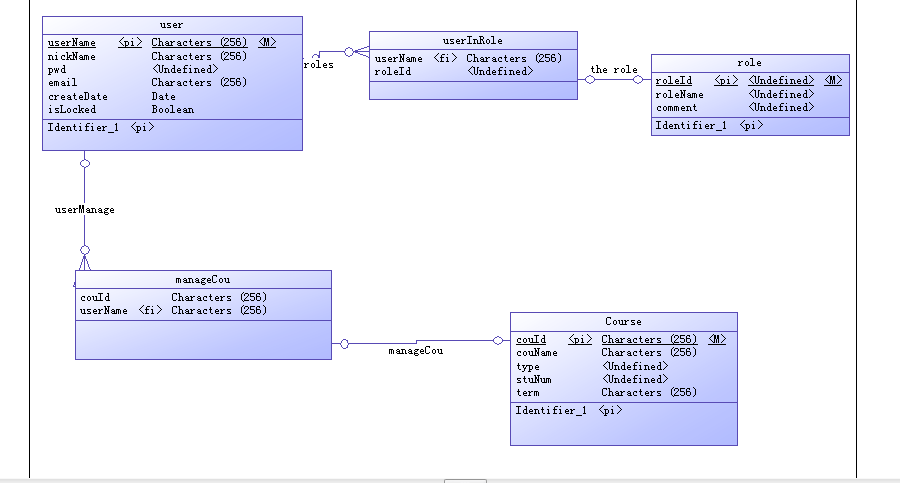 user
userName <pi> Characters (256) <M>
nickName Characters (256)
pwd <Undefined>
email Characters (256)
createDate Date
isLocked Boolean
Identifier_1 <pi>
roles
userInRole
userName <fi> Characters (256)
roleId <Undefined>
the role
role
roleId <pi> <Undefined> <M>
roleName <Undefined>
comment <Undefined>
Identifier_1 <pi>
userManage
manageCou
couId Characters (256)
userName <fi> Characters (256)
manageCou
Course
couId <pi> Characters (256) <M>
couName Characters (256)
type <Undefined>
stuNum <Undefined>
term Characters (256)
Identifier_1 <pi>